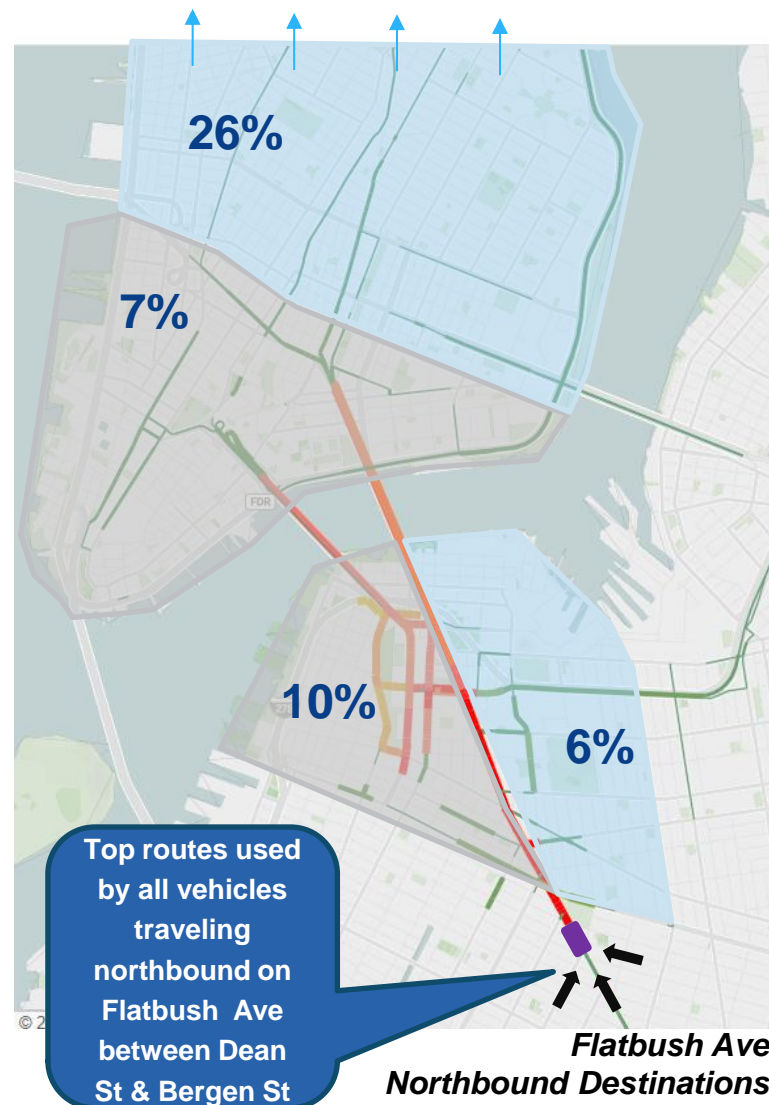 26%
7%
FDR
10%
6%
Top routes used
by all vehicles
traveling
northbound on
Flatbush Ave
between Dean
St & Bergen St
© 2
Flatbush Ave
Northbound Destinations